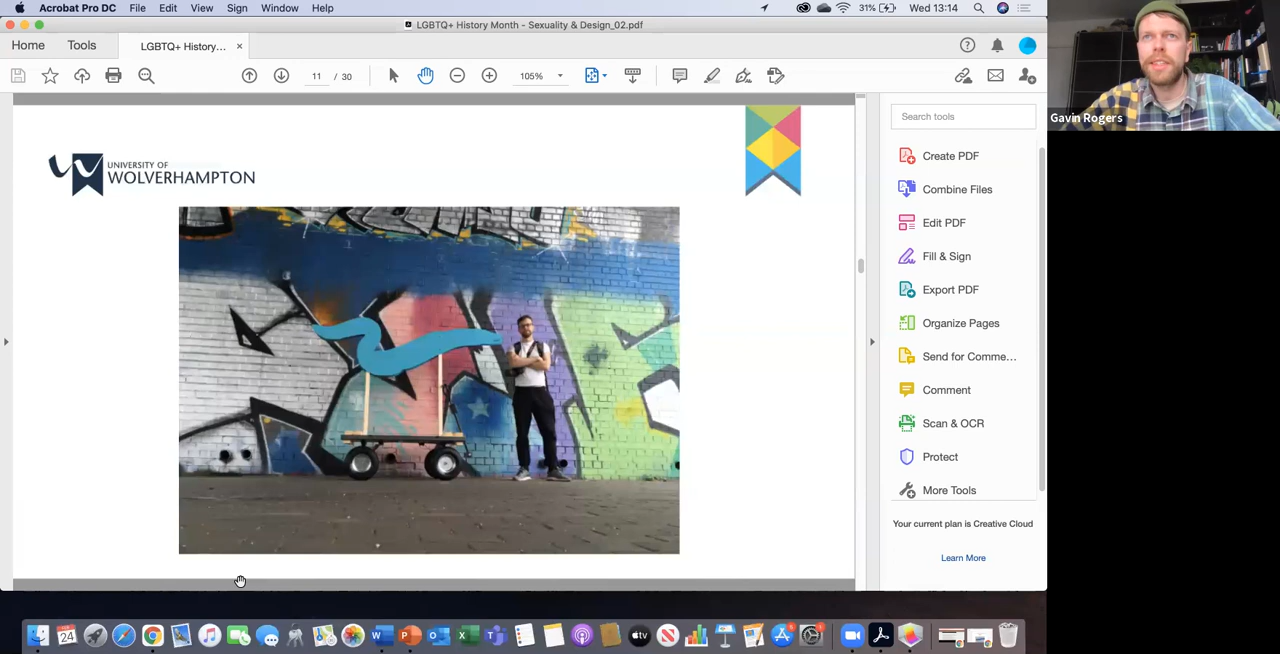 Acrobat Pro DC File Edit View Sign Window Help 31% Wed 13:14
LGBTQ+ History Month - Sexuality & Design_02.pdf
Home Tools LGBTQ+ History... ×
11 / 30 105%
Gavin Rogers
Search tools
UNIVERSITY OF
WOLVERHAMPTON
Create PDF
Combine Files
Edit PDF
Fill & Sign
Export PDF
Organize Pages
Send for Comme...
Comment
Scan & OCR
Protect
More Tools
Your current plan is Creative Cloud
Learn More
24